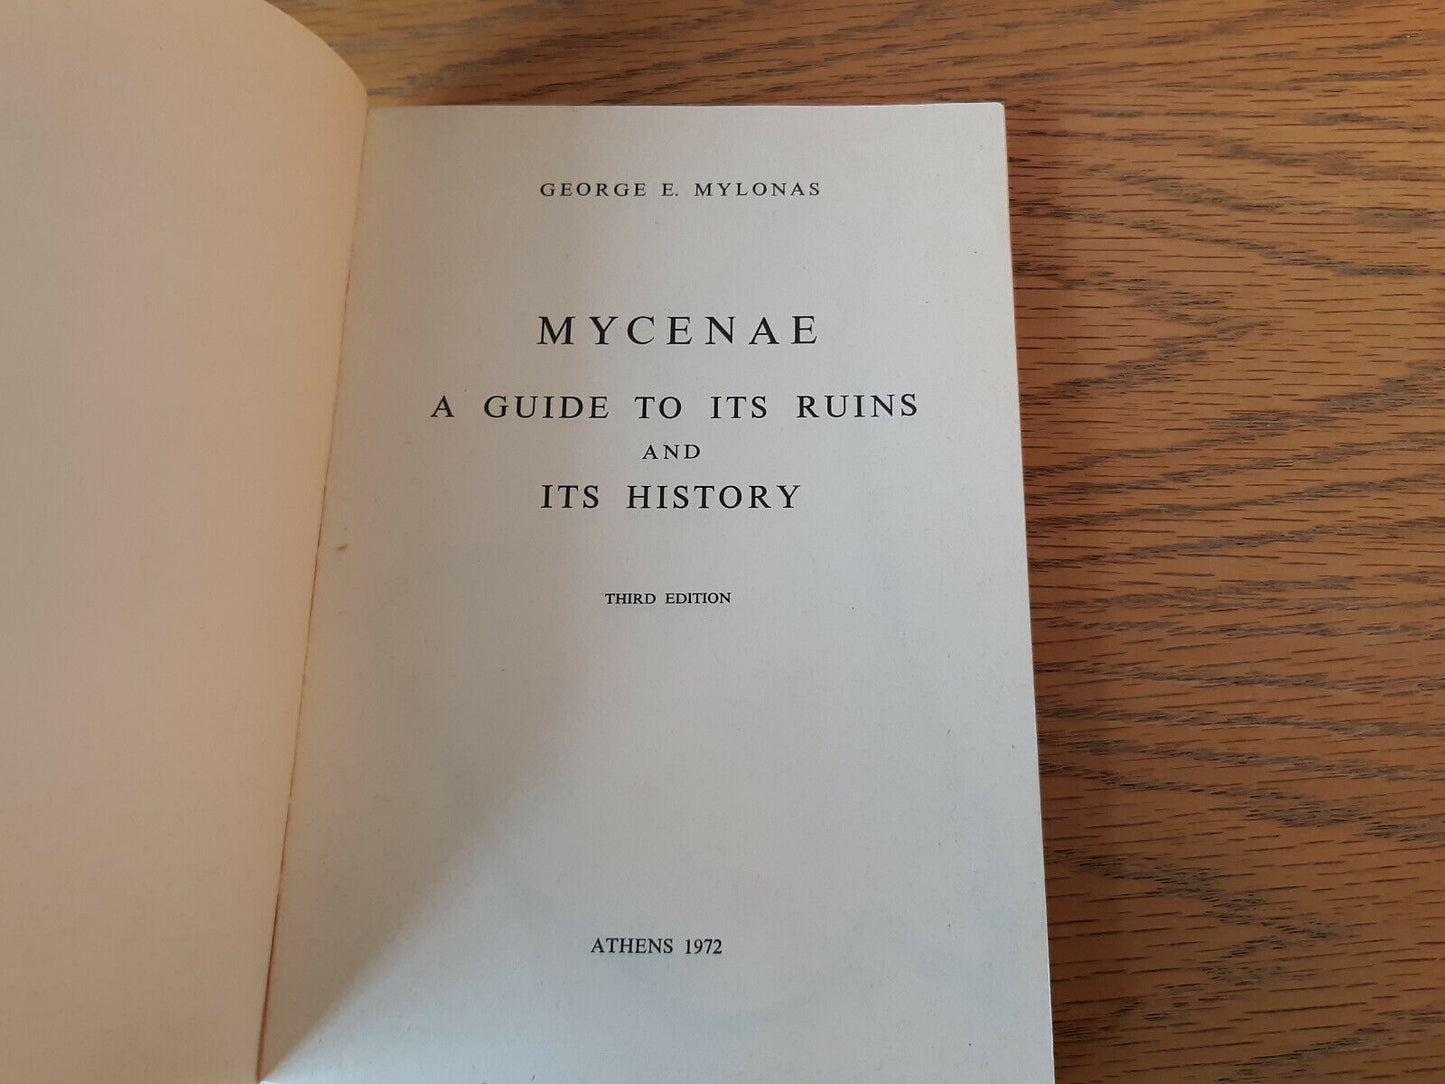 GEORGE E. MYLONAS
MYCENAE
A GUIDE TO ITS RUINS
AND
ITS HISTORY
THIRD EDITION
ATHENS 1972